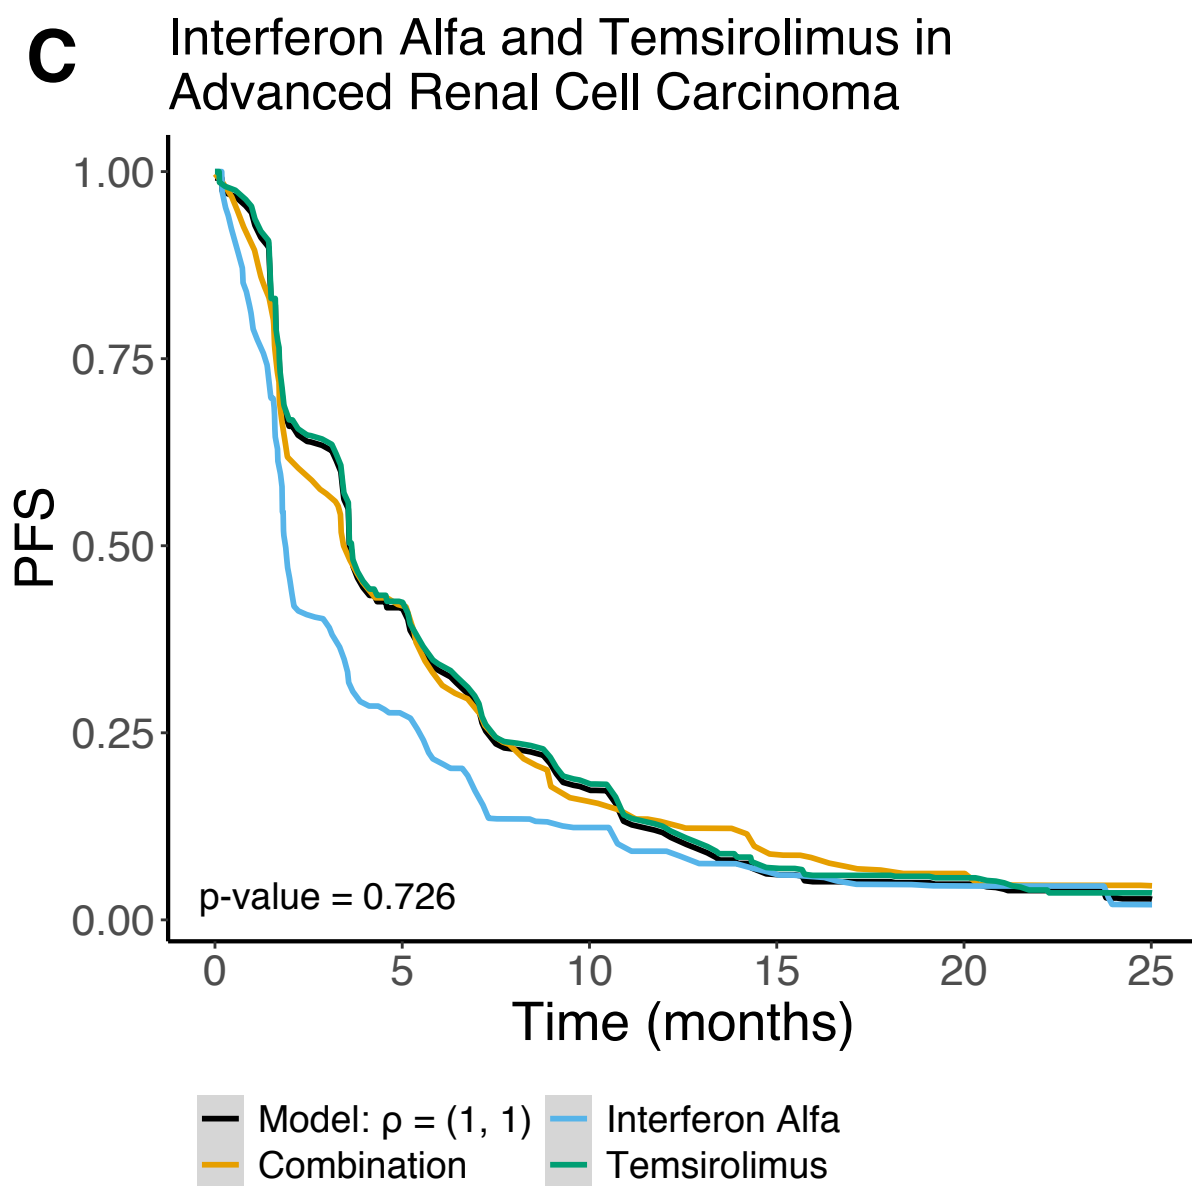 C
Interferon Alfa and Temsirolimus in
Advanced Renal Cell Carcinoma
PFS
1.00
0.75
0.50
0.25
0.00
p-value = 0.726
0 5 10 15 20 25
Time (months)
Model: ρ = (1, 1) Interferon Alfa
Combination Temsirolimus